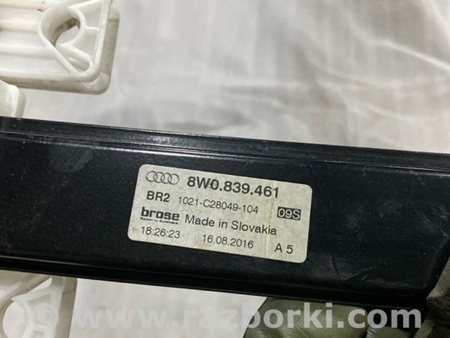 8W0.839.461
BR2 1021-C28049-104 09S
brose Made in Slovakia
18:26:23 16.08.2016 A 5
www.razborki.com